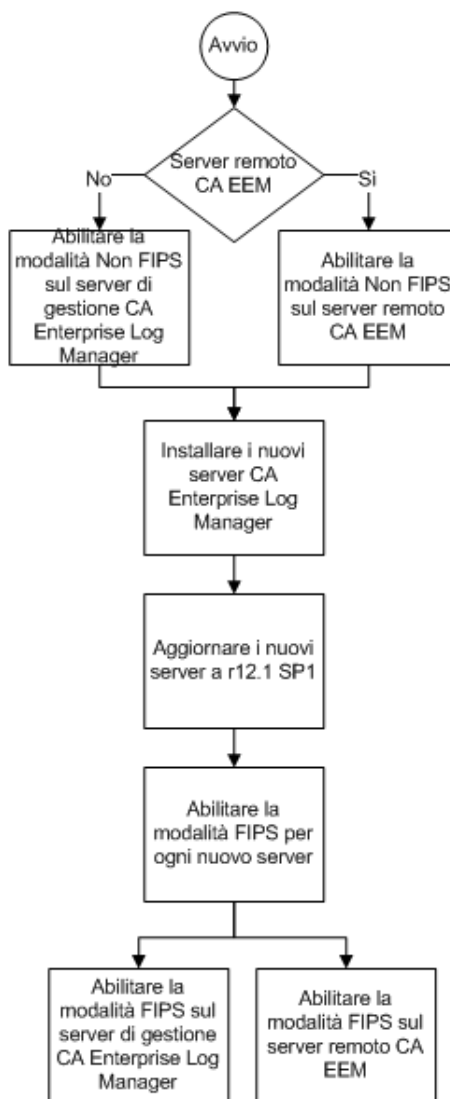 Avvio
Server remoto
CA EEM
No
Si
Abilitare la
modalità Non FIPS
sul server di
gestione CA
Enterprise Log
Manager
Abilitare la
modalità Non FIPS
sul server remoto
CA EEM
Installare i nuovi
server CA
Enterprise Log
Manager
Aggiornare i nuovi
server a r12.1 SP1
Abilitare la
modalità FIPS per
ogni nuovo server
Abilitare la
modalità FIPS sul
server di gestione
CA Enterprise Log
Manager
Abilitare la
modalità FIPS sul
server remoto CA
EEM